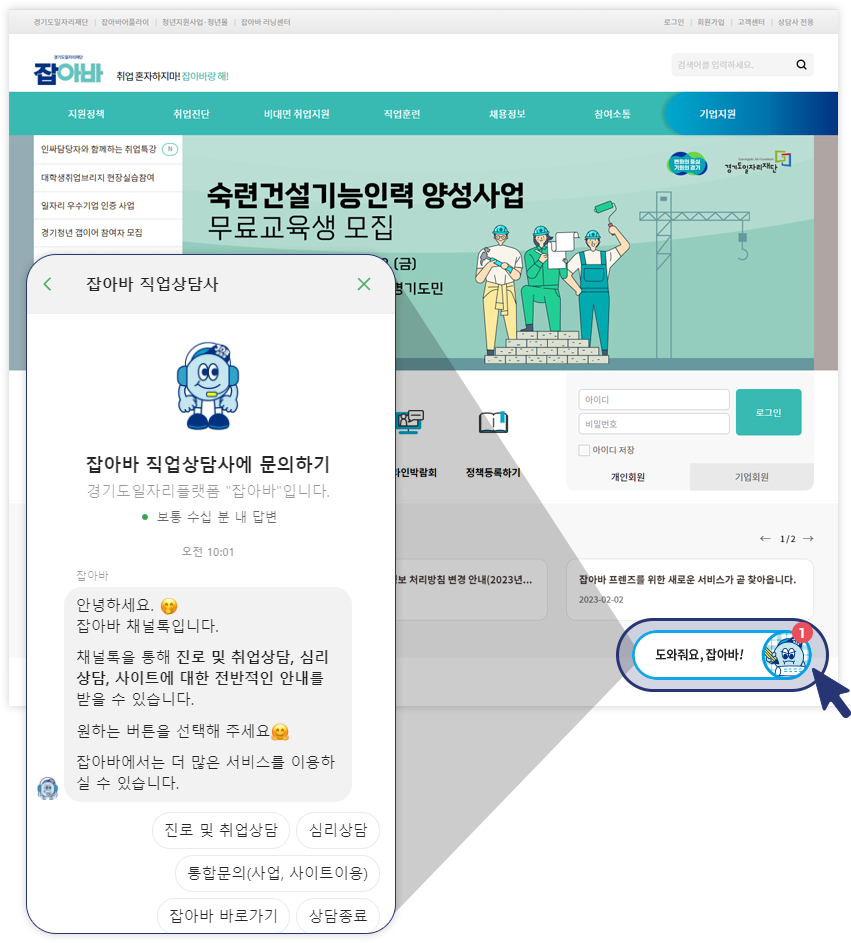 경기도일자리재단 | 잡아바어플라이 | 청년지원사업·청년몰 | 잡아바 러닝센터
로그인 | 회원가입 | 고객센터 | 상담사 전용
경기도일자리재단
잡아바
취업 혼자하지마! 잡아바랑 해!
검색어를 입력하세요.
지원정책 취업진단 비대면 취업지원 직업훈련 채용정보 참여소통 기업지원
인싸담당자와 함께하는 취업특강 N
대학생취업브리지 현장실습참여
일자리 우수기업 인증 사업
경기청년 갭이어 참여자 모집
변화의 중심
기회의 경기
경기도일자리재단
숙련건설기능인력 양성사업
무료교육생 모집
(금)
경기도민
라인박람회
정책등록하기
아이디
비밀번호
로그인
아이디 저장
개인회원
기업회원
← 1/2 →
보 처리방침 변경 안내(2023년...
잡아바 프렌즈를 위한 새로운 서비스가 곧 찾아옵니다.
2023-02-02
도와줘요, 잡아바!
1
잡아바 직업상담사
잡아바 직업상담사에 문의하기
경기도일자리플랫폼 "잡아바"입니다.
보통 수십 분 내 답변
오전 10:01
잡아바
안녕하세요. 🤭
잡아바 채널톡입니다.
채널톡을 통해 진로 및 취업상담, 심리
상담, 사이트에 대한 전반적인 안내를
받을 수 있습니다.
원하는 버튼을 선택해 주세요🤗
잡아바에서는 더 많은 서비스를 이용하
실 수 있습니다.
진로 및 취업상담
심리상담
통합문의(사업, 사이트이용)
잡아바 바로가기
상담종료